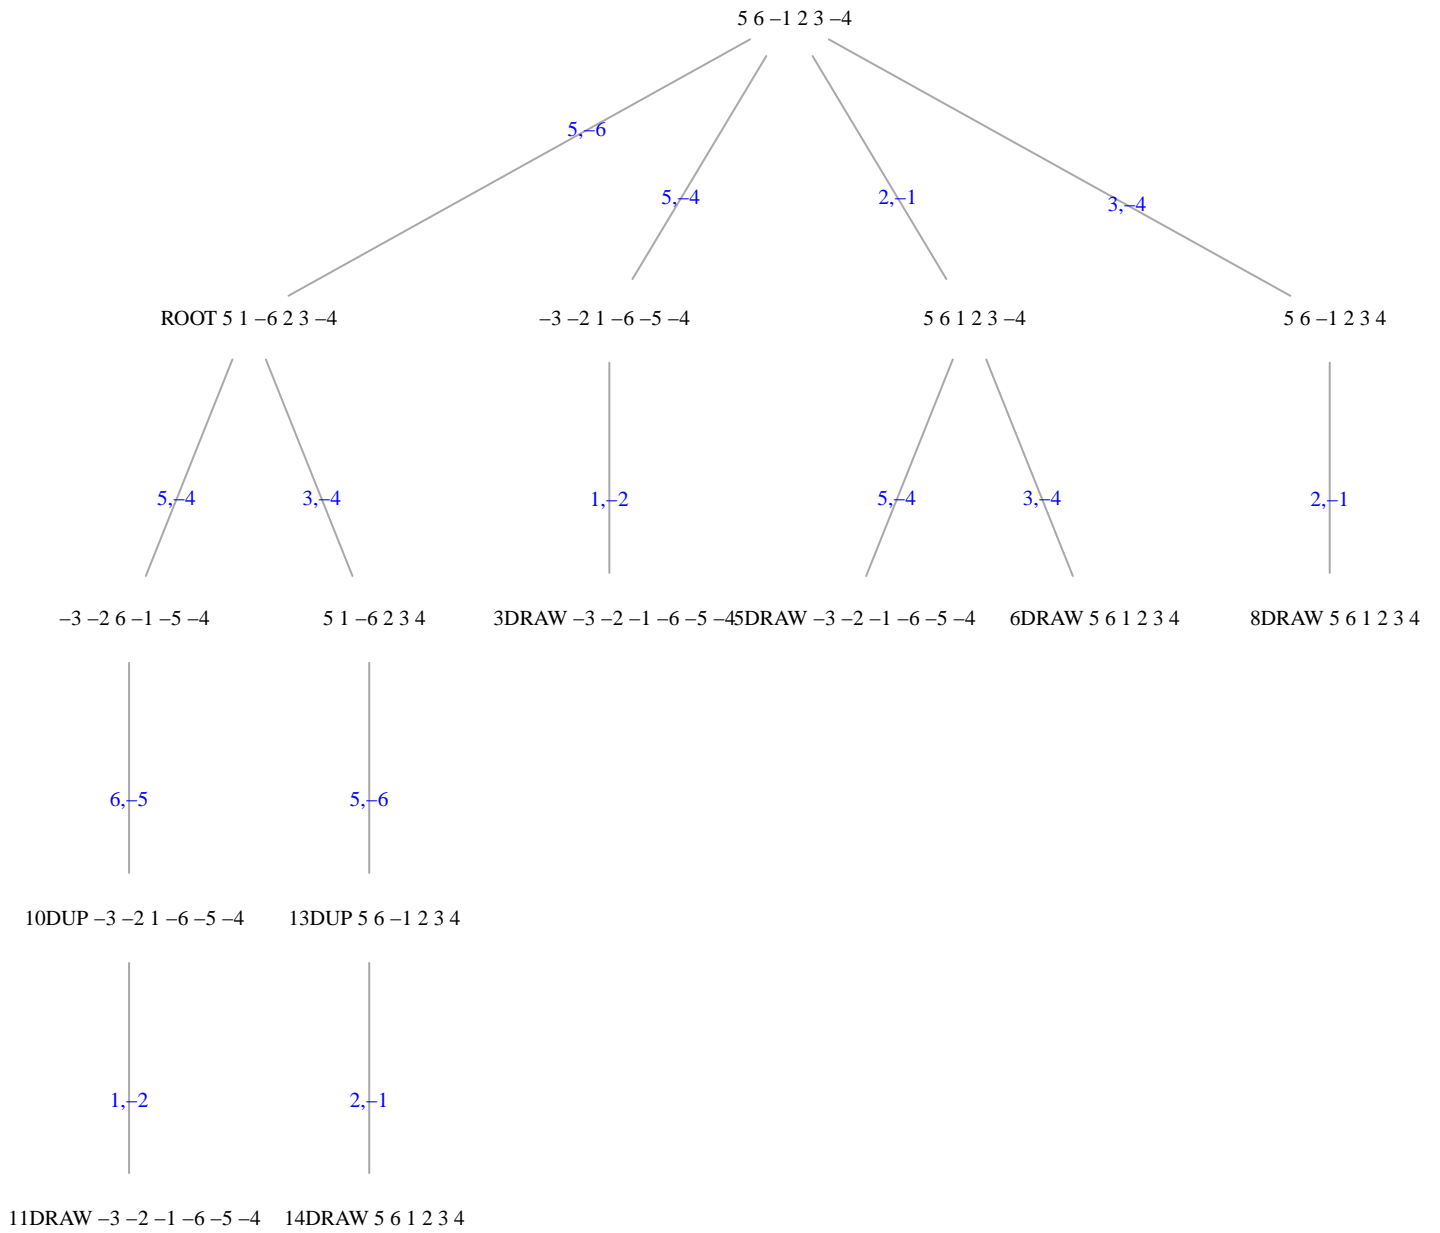 5 6 –1 2 3 –4
5,–6
5,–4
2,–1
3,–4
ROOT 5 1 –6 2 3 –4
–3 –2 1 –6 –5 –4
5 6 1 2 3 –4
5 6 –1 2 3 4
5,–4
3,–4
1,–2
5,–4
3,–4
2,–1
–3 –2 6 –1 –5 –4
5 1 –6 2 3 4
3DRAW –3 –2 –1 –6 –5 –4
5DRAW –3 –2 –1 –6 –5 –4
6DRAW 5 6 1 2 3 4
8DRAW 5 6 1 2 3 4
6,–5
5,–6
10DUP –3 –2 1 –6 –5 –4
13DUP 5 6 –1 2 3 4
1,–2
2,–1
11DRAW –3 –2 –1 –6 –5 –4
14DRAW 5 6 1 2 3 4